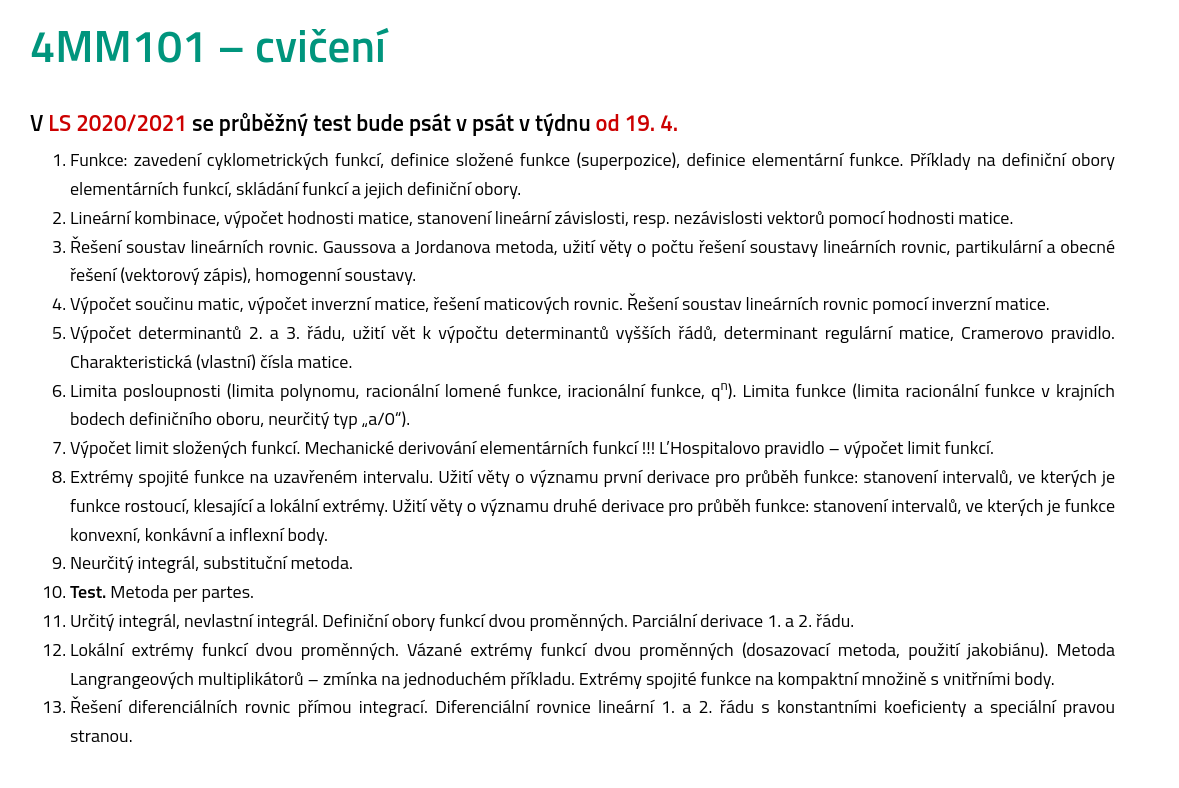 4MM101 – cvičení
V LS 2020/2021 se průběžný test bude psát v psát v týdnu od 19. 4.
1. Funkce: zavedení cyklometrických funkcí, definice složené funkce (superpozice), definice elementární funkce. Příklady na definiční obory
elementárních funkcí, skládání funkcí a jejich definiční obory.
2. Lineární kombinace, výpočet hodnosti matice, stanovení lineární závislosti, resp. nezávislosti vektorů pomocí hodnosti matice.
3. Řešení soustav lineárních rovnic. Gaussova a Jordanova metoda, užití věty o počtu řešení soustavy lineárních rovnic, partikulární a obecné
řešení (vektorový zápis), homogenní soustavy.
4. Výpočet součinu matic, výpočet inverzní matice, řešení maticových rovnic. Řešení soustav lineárních rovnic pomocí inverzní matice.
5. Výpočet determinantů 2. a 3. řádu, užití vět k výpočtu determinantů vyšších řádů, determinant regulární matice, Cramerovo pravidlo.
Charakteristická (vlastní) čísla matice.
6. Limita posloupnosti (limita polynomu, racionální lomené funkce, iracionální funkce, qⁿ). Limita funkce (limita racionální funkce v krajních
bodech definičního oboru, neurčitý typ „a/0“).
7. Výpočet limit složených funkcí. Mechanické derivování elementárních funkcí !!! L’Hospitalovo pravidlo – výpočet limit funkcí.
8. Extrémy spojité funkce na uzavřeném intervalu. Užití věty o významu první derivace pro průběh funkce: stanovení intervalů, ve kterých je
funkce rostoucí, klesající a lokální extrémy. Užití věty o významu druhé derivace pro průběh funkce: stanovení intervalů, ve kterých je funkce
konvexní, konkávní a inflexní body.
9. Neurčitý integrál, substituční metoda.
10. Test. Metoda per partes.
11. Určitý integrál, nevlastní integrál. Definiční obory funkcí dvou proměnných. Parciální derivace 1. a 2. řádu.
12. Lokální extrémy funkcí dvou proměnných. Vázané extrémy funkcí dvou proměnných (dosazovací metoda, použití jakobiánu). Metoda
Langrangeových multiplikátorů – zmínka na jednoduchém příkladu. Extrémy spojité funkce na kompaktní množině s vnitřními body.
13. Řešení diferenciálních rovnic přímou integrací. Diferenciální rovnice lineární 1. a 2. řádu s konstantními koeficienty a speciální pravou
stranou.